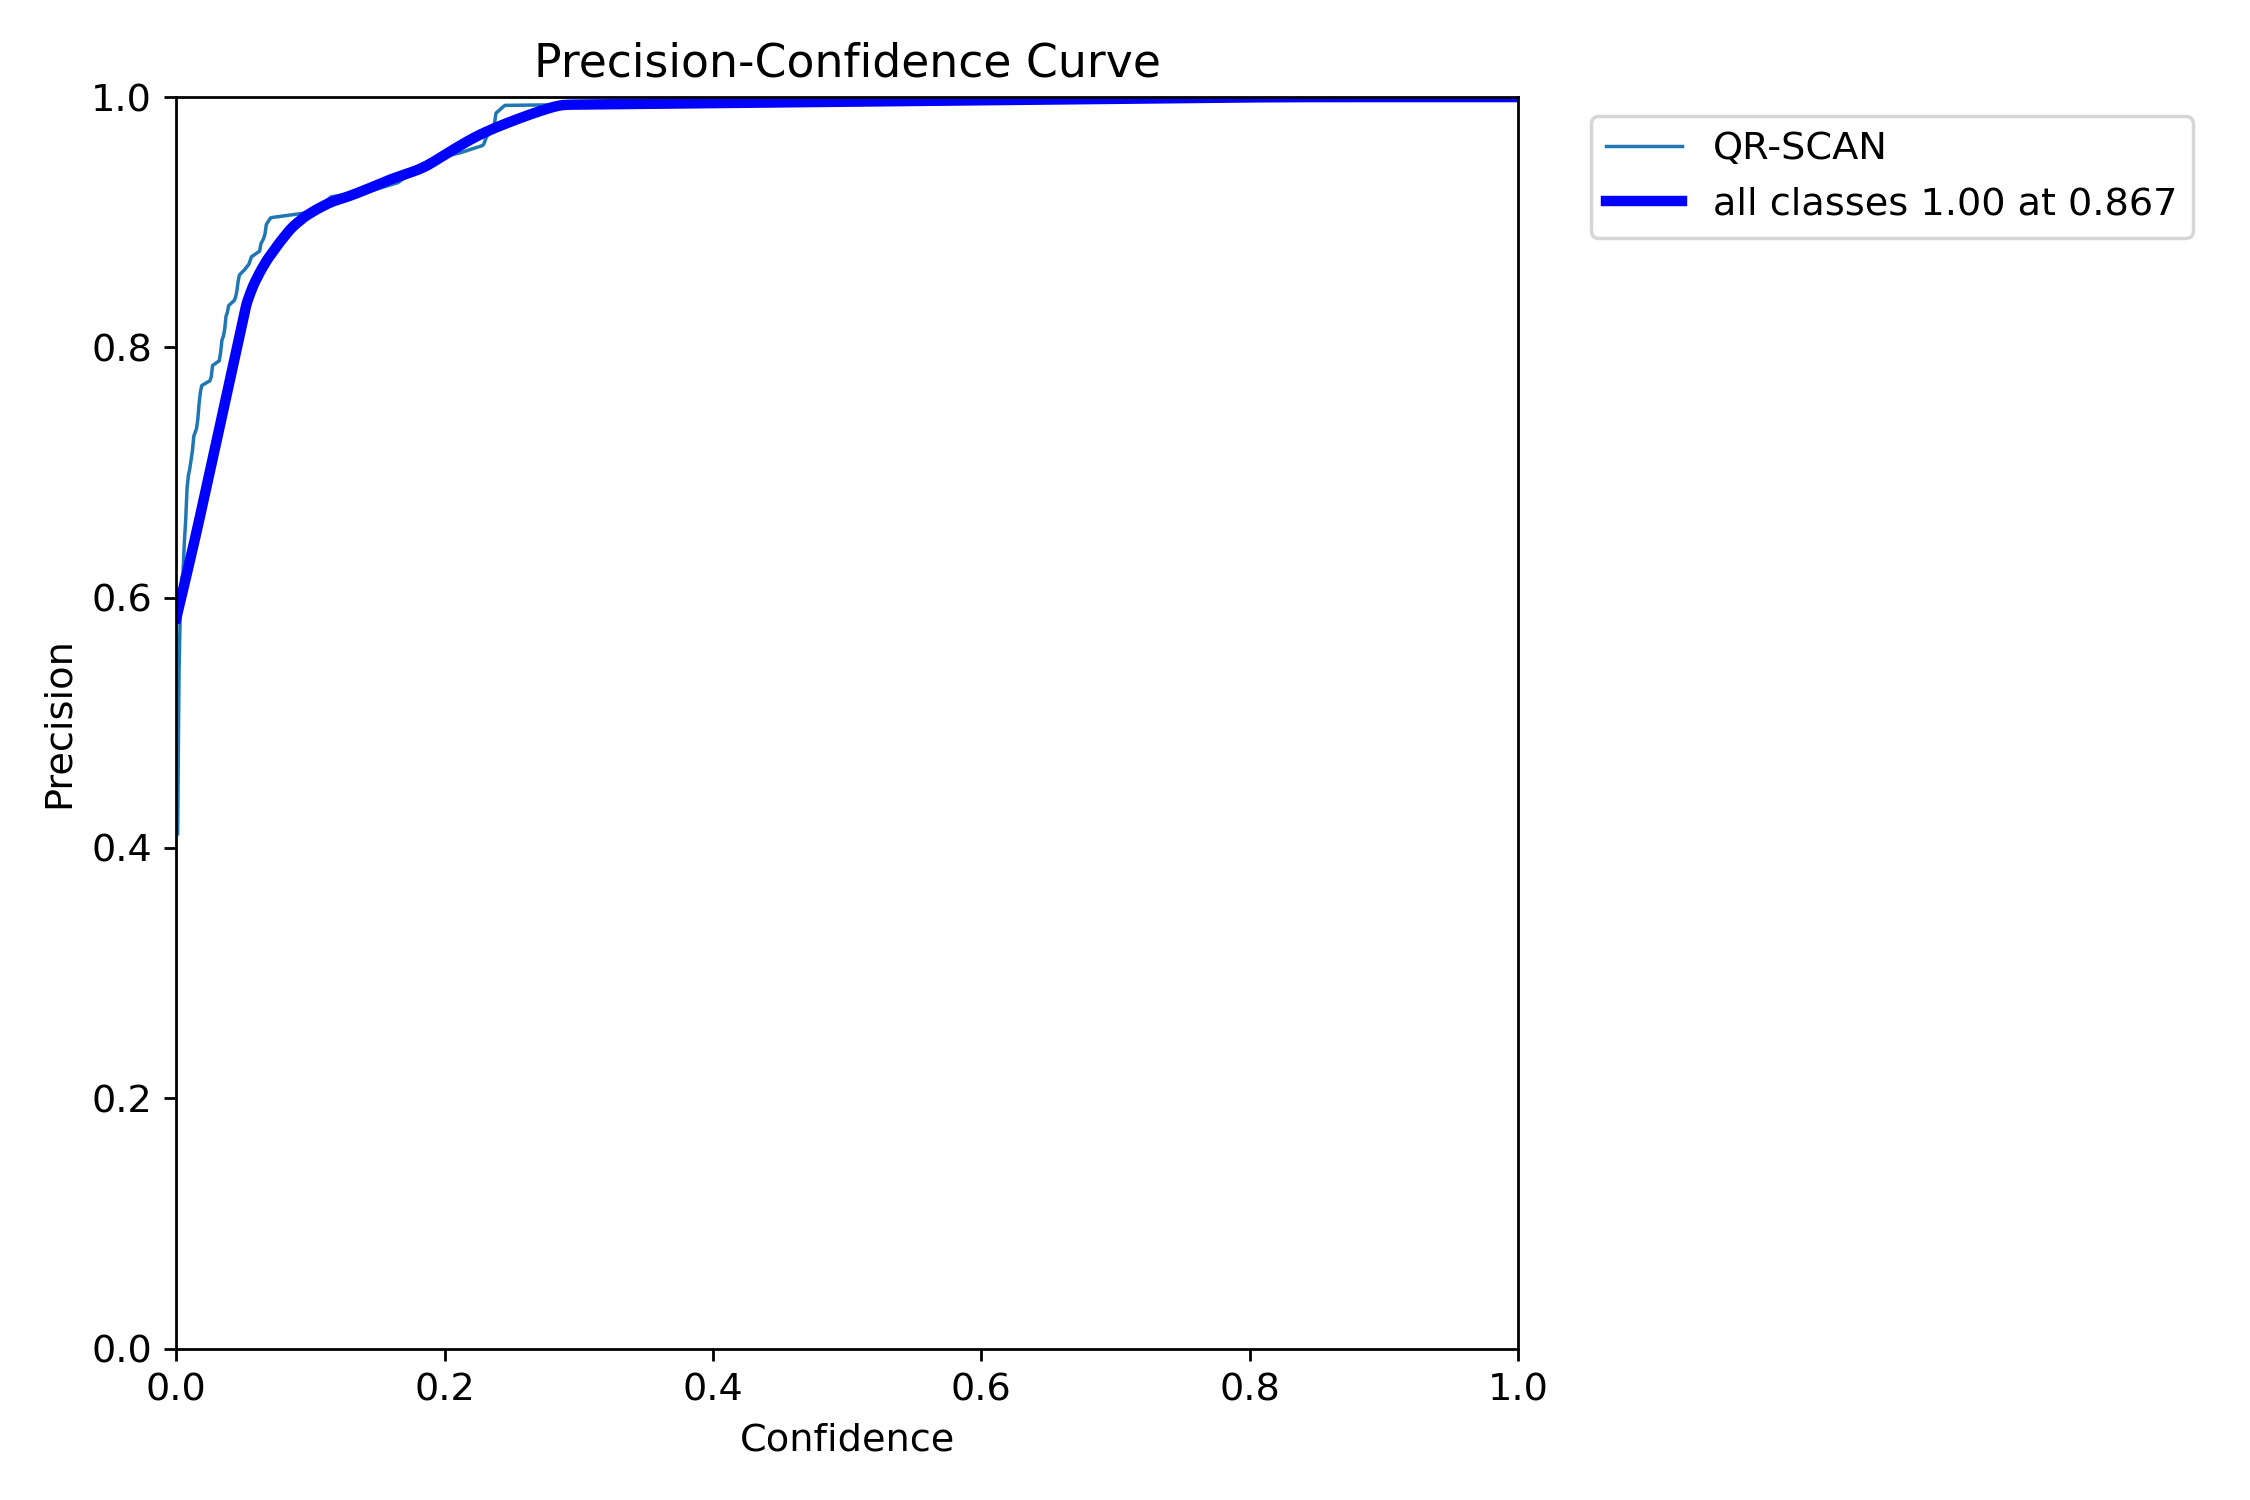 Precision-Confidence Curve
1.0
0.8
0.6
0.4
0.2
0.0
Precision
0.0 0.2 0.4 0.6 0.8 1.0
Confidence
QR-SCAN
all classes 1.00 at 0.867